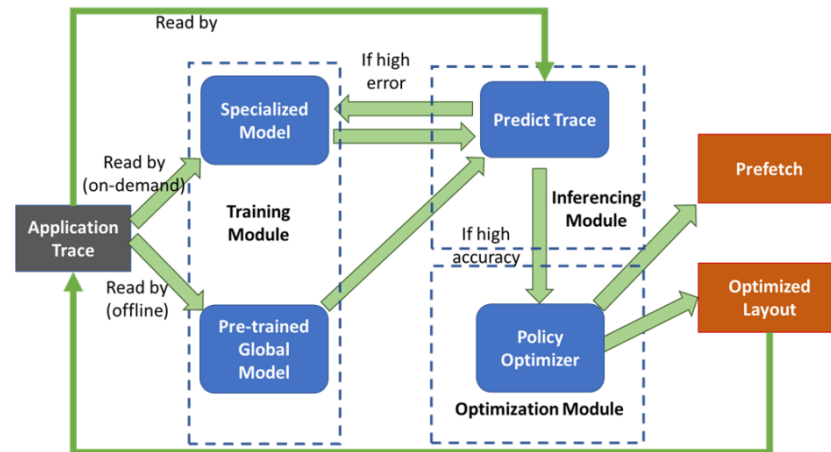 Read by
If high
error
Specialized
Model
Predict Trace
Read by
(on-demand)
Prefetch
Training
Module
Inferencing
Module
Application
Trace
If high
accuracy
Read by
(offline)
Optimized
Layout
Pre-trained
Global
Model
Policy
Optimizer
Optimization Module